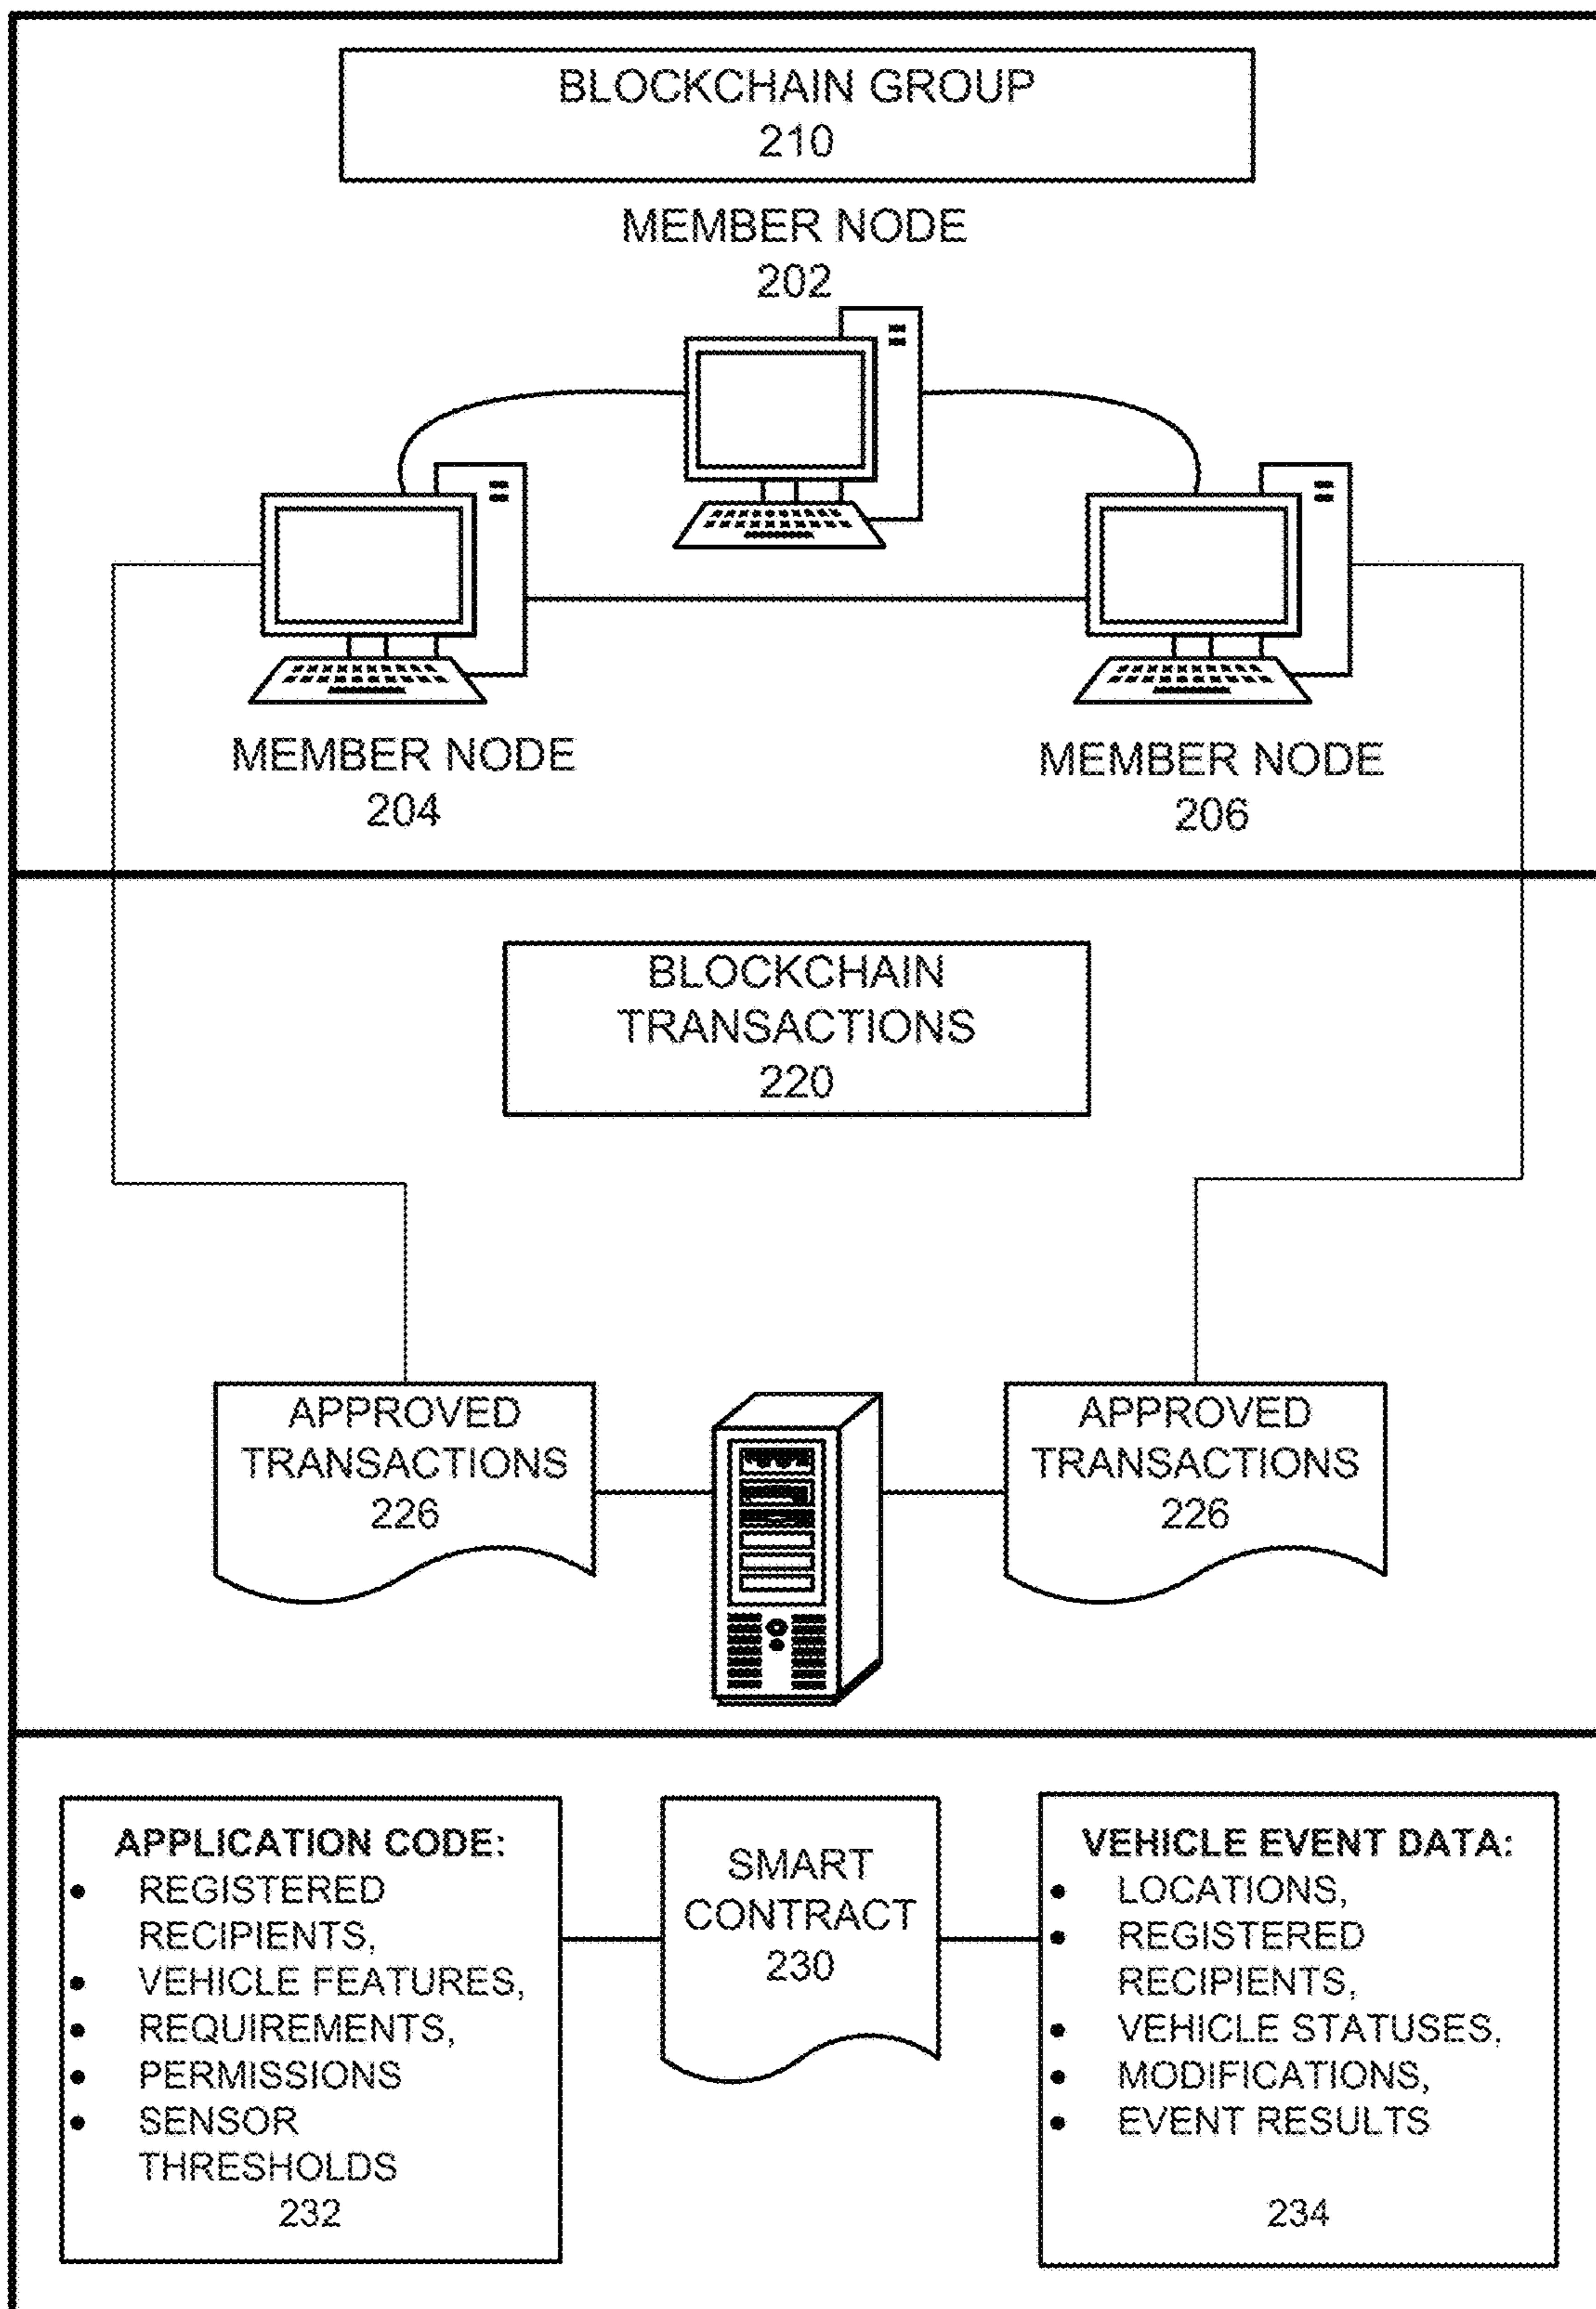 BLOCKCHAIN GROUP
210
MEMBER NODE
202
MEMBER NODE
204
MEMBER NODE
206
BLOCKCHAIN
TRANSACTIONS
220
APPROVED
TRANSACTIONS
226
APPROVED
TRANSACTIONS
226
APPLICATION CODE:
• REGISTERED
RECIPIENTS,
• VEHICLE FEATURES,
• REQUIREMENTS,
• PERMISSIONS
• SENSOR
THRESHOLDS
232
SMART
CONTRACT
230
VEHICLE EVENT DATA:
• LOCATIONS,
• REGISTERED
RECIPIENTS,
• VEHICLE STATUSES,
• MODIFICATIONS,
• EVENT RESULTS
234